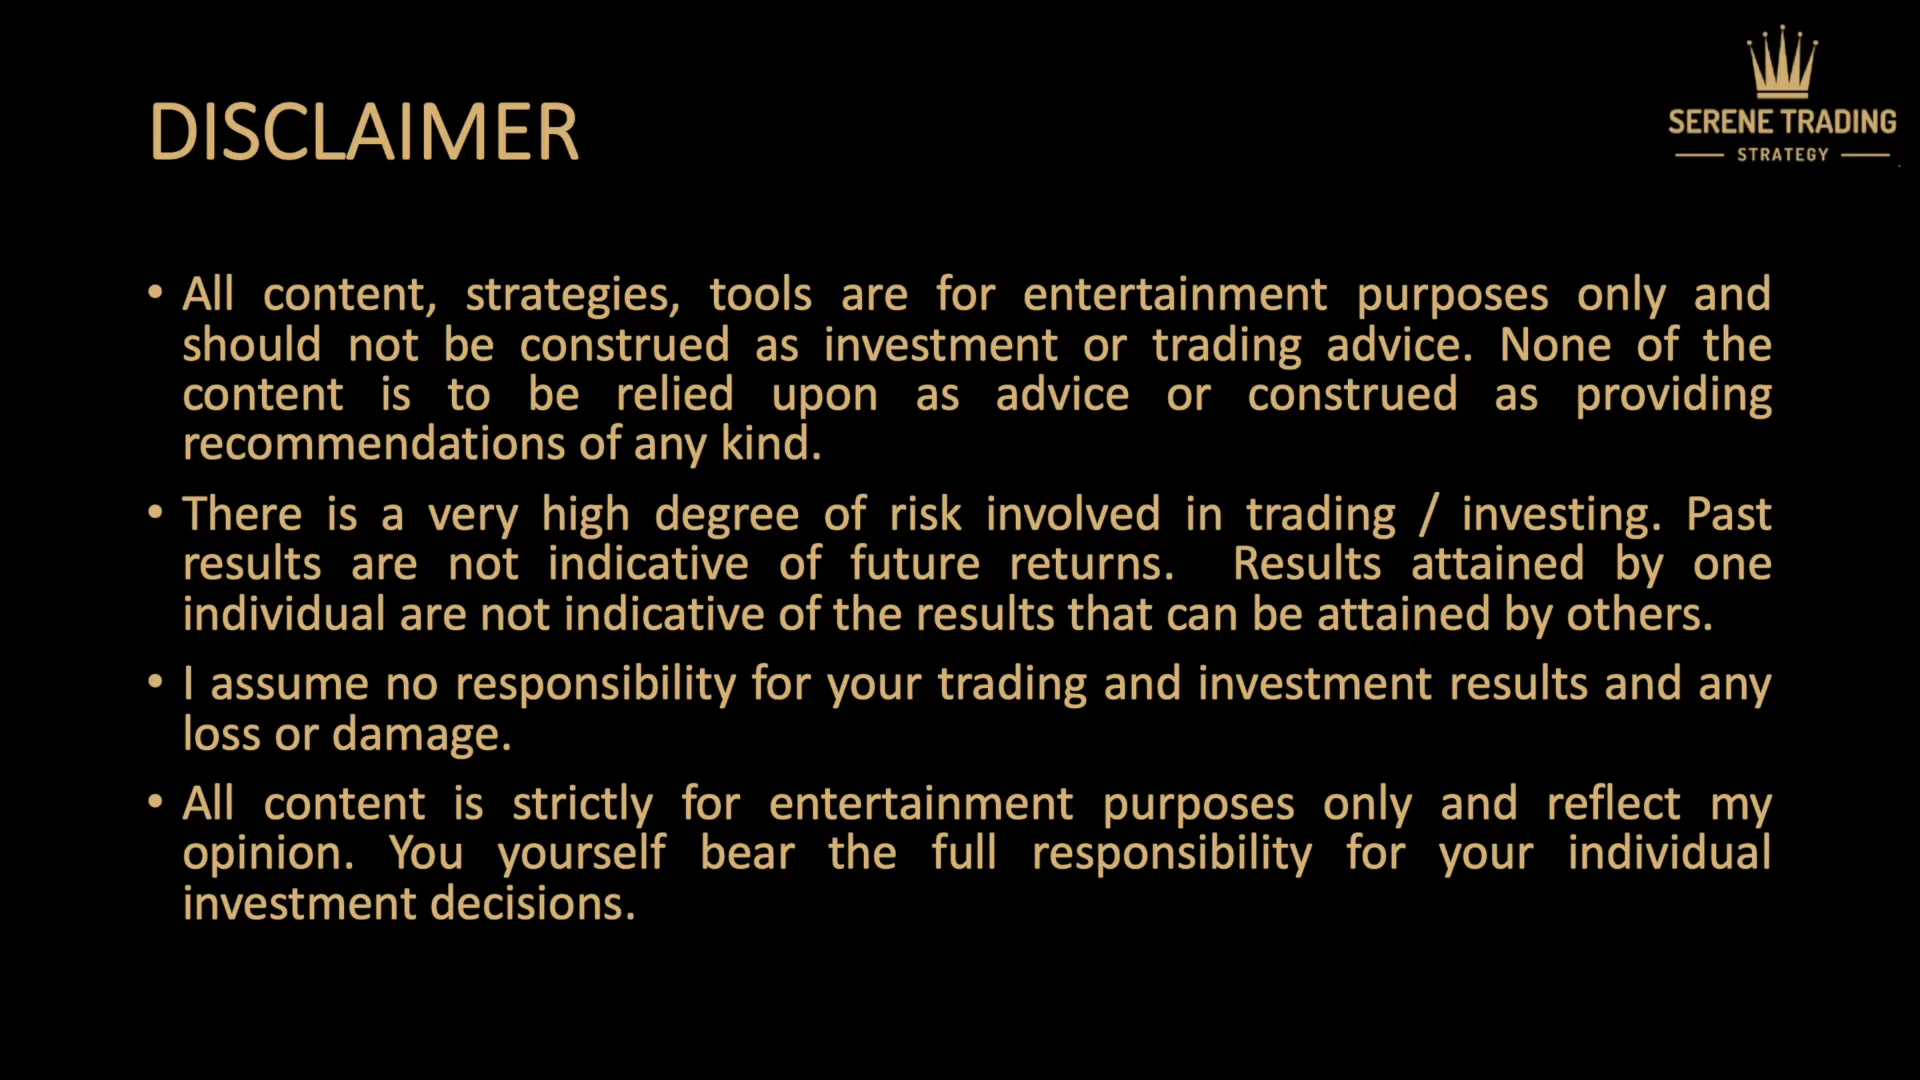 SERENE TRADING
STRATEGY
DISCLAIMER
• All content, strategies, tools are for entertainment purposes only and
should not be construed as investment or trading advice. None of the
content is to be relied upon as advice or construed as providing
recommendations of any kind.
• There is a very high degree of risk involved in trading / investing. Past
results are not indicative of future returns.  Results attained by one
individual are not indicative of the results that can be attained by others.
• I assume no responsibility for your trading and investment results and any
loss or damage.
• All content is strictly for entertainment purposes only and reflect my
opinion. You yourself bear the full responsibility for your individual
investment decisions.